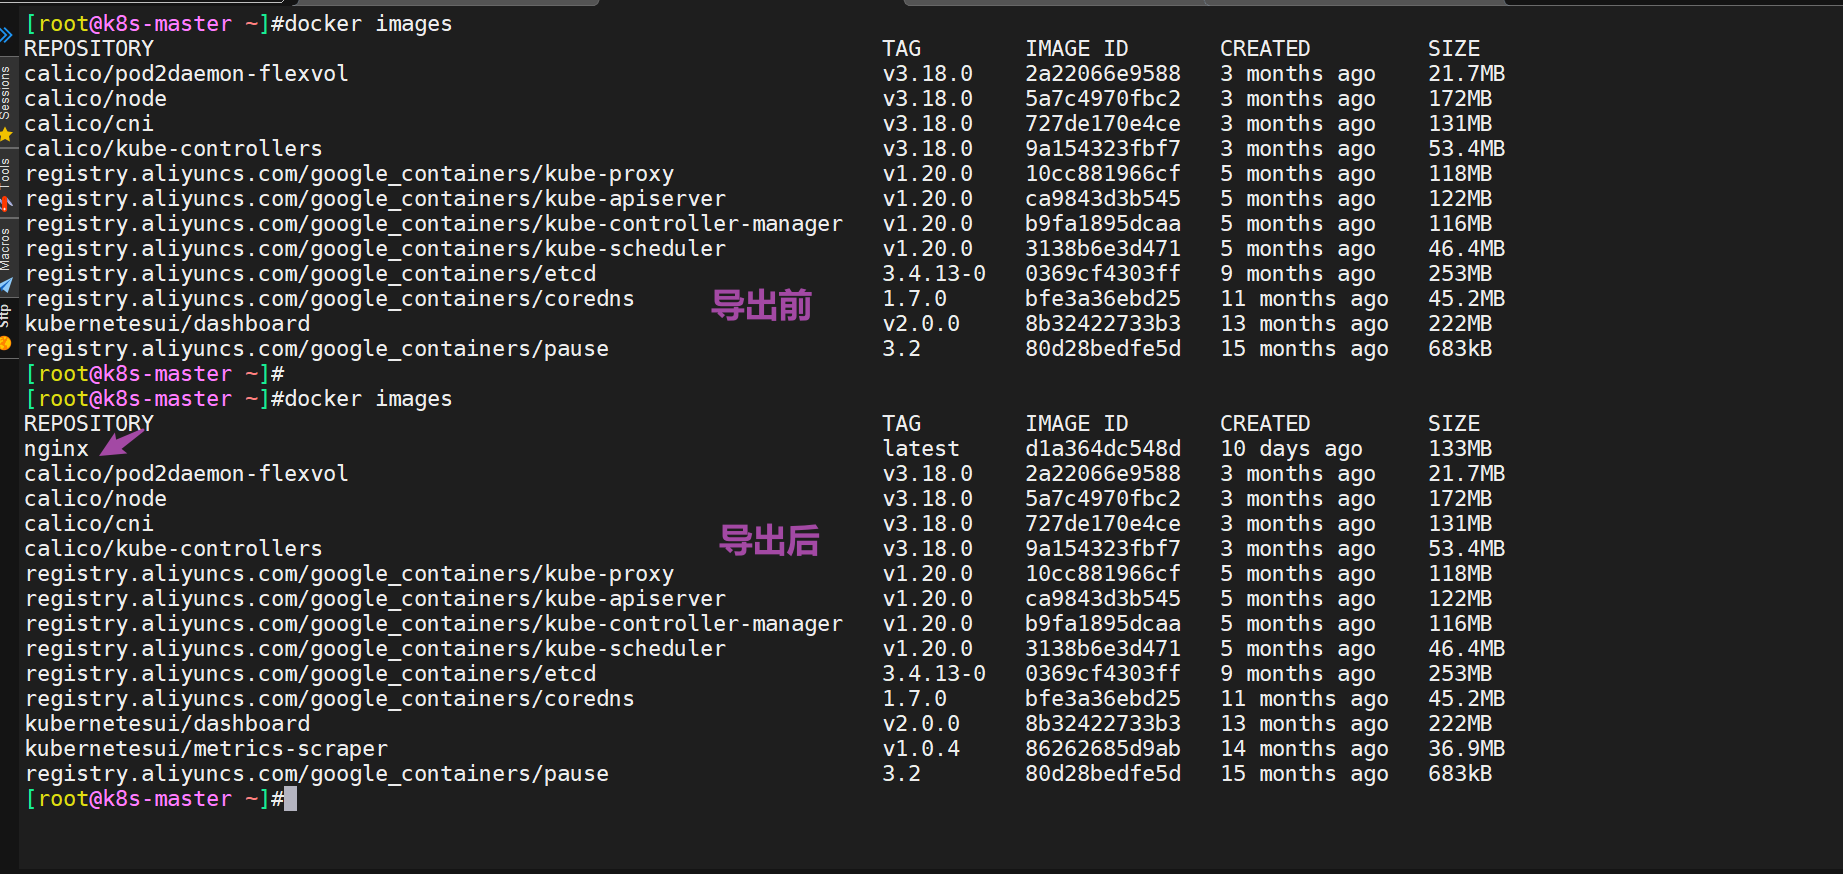 [root@k8s-master ~]#docker images
REPOSITORY TAG IMAGE ID CREATED SIZE
calico/pod2daemon-flexvol v3.18.0 2a22066e9588 3 months ago 21.7MB
calico/node v3.18.0 5a7c4970fbc2 3 months ago 172MB
calico/cni v3.18.0 727de170e4ce 3 months ago 131MB
calico/kube-controllers v3.18.0 9a154323fbf7 3 months ago 53.4MB
registry.aliyuncs.com/google_containers/kube-proxy v1.20.0 10cc881966cf 5 months ago 118MB
registry.aliyuncs.com/google_containers/kube-apiserver v1.20.0 ca9843d3b545 5 months ago 122MB
registry.aliyuncs.com/google_containers/kube-controller-manager v1.20.0 b9fa1895dcaa 5 months ago 116MB
registry.aliyuncs.com/google_containers/kube-scheduler v1.20.0 3138b6e3d471 5 months ago 46.4MB
registry.aliyuncs.com/google_containers/etcd 3.4.13-0 0369cf4303ff 9 months ago 253MB
registry.aliyuncs.com/google_containers/coredns 1.7.0 bfe3a36ebd25 11 months ago 45.2MB
导出前
kubernetesui/dashboard v2.0.0 8b32422733b3 13 months ago 222MB
registry.aliyuncs.com/google_containers/pause 3.2 80d28bedfe5d 15 months ago 683kB
[root@k8s-master ~]#
[root@k8s-master ~]#docker images
REPOSITORY TAG IMAGE ID CREATED SIZE
nginx latest d1a364dc548d 10 days ago 133MB
calico/pod2daemon-flexvol v3.18.0 2a22066e9588 3 months ago 21.7MB
calico/node v3.18.0 5a7c4970fbc2 3 months ago 172MB
calico/cni v3.18.0 727de170e4ce 3 months ago 131MB
导出后
calico/kube-controllers v3.18.0 9a154323fbf7 3 months ago 53.4MB
registry.aliyuncs.com/google_containers/kube-proxy v1.20.0 10cc881966cf 5 months ago 118MB
registry.aliyuncs.com/google_containers/kube-apiserver v1.20.0 ca9843d3b545 5 months ago 122MB
registry.aliyuncs.com/google_containers/kube-controller-manager v1.20.0 b9fa1895dcaa 5 months ago 116MB
registry.aliyuncs.com/google_containers/kube-scheduler v1.20.0 3138b6e3d471 5 months ago 46.4MB
registry.aliyuncs.com/google_containers/etcd 3.4.13-0 0369cf4303ff 9 months ago 253MB
registry.aliyuncs.com/google_containers/coredns 1.7.0 bfe3a36ebd25 11 months ago 45.2MB
kubernetesui/dashboard v2.0.0 8b32422733b3 13 months ago 222MB
kubernetesui/metrics-scraper v1.0.4 86262685d9ab 14 months ago 36.9MB
registry.aliyuncs.com/google_containers/pause 3.2 80d28bedfe5d 15 months ago 683kB
[root@k8s-master ~]#
Sessions
Tools
Macros
Sftp